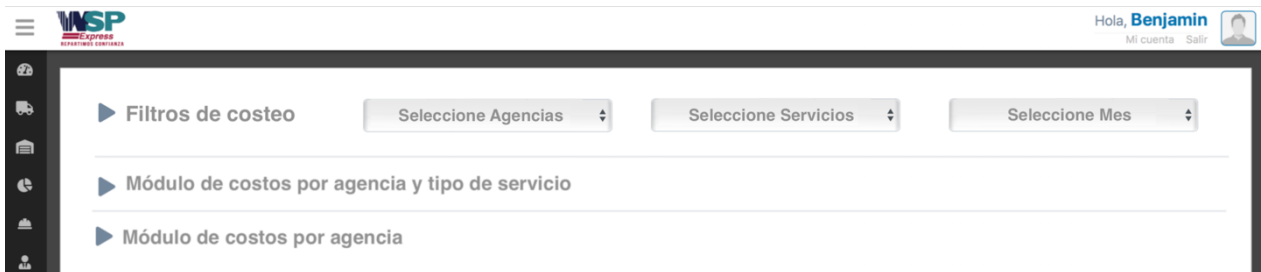 WSP
Express
REPARTIMOS CONFIANZA
Hola, Benjamin
Mi cuenta Salir
Filtros de costeo
Seleccione Agencias
Seleccione Servicios
Seleccione Mes
Módulo de costos por agencia y tipo de servicio
Módulo de costos por agencia